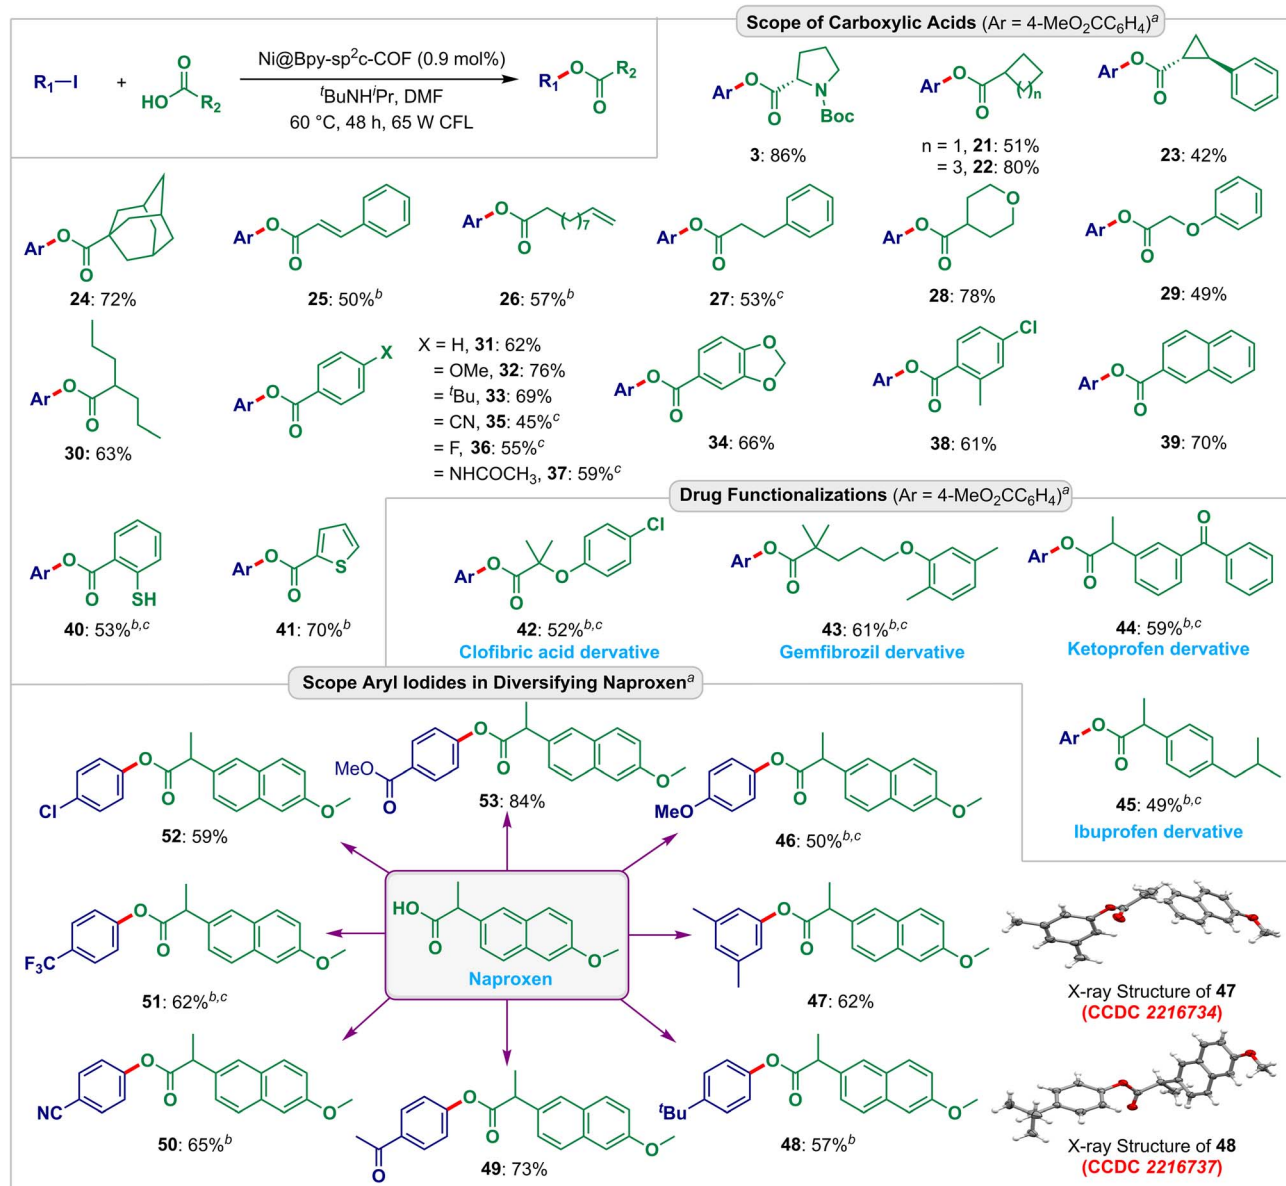 Scope of Carboxylic Acids (Ar = 4-MeO2CC6H4)a
R1—I + HO O R2
Ni@Bpy-sp2c-COF (0.9 mol%)
tBuNHiPr, DMF
60 °C, 48 h, 65 W CFL
R1 O R2 O
Ar O O N Boc
3: 86%
Ar O O n
n = 1, 21: 51%
= 3, 22: 80%
Ar O O
23: 42%
Ar O O
24: 72%
Ar O O
25: 50%b
Ar O O 7
26: 57%b
Ar O O
27: 53%c
Ar O O O
28: 78%
Ar O O O
29: 49%
Ar O O
30: 63%
Ar O O X
X = H, 31: 62%
= OMe, 32: 76%
= tBu, 33: 69%
= CN, 35: 45%c
= F, 36: 55%c
= NHCOCH3, 37: 59%c
Ar O O O O
34: 66%
Ar O O Cl
38: 61%
Ar O O
39: 70%
Ar O O SH
40: 53%b,c
Ar O O S
41: 70%b
Drug Functionalizations (Ar = 4-MeO2CC6H4)a
Ar O O O Cl
42: 52%b,c
Clofibric acid dervative
Ar O O O
43: 61%b,c
Gemfibrozil dervative
Ar O O O
44: 59%b,c
Ketoprofen dervative
Ar O O
45: 49%b,c
Ibuprofen dervative
Scope Aryl Iodides in Diversifying Naproxena
Cl O O O
52: 59%
MeO O O O O
53: 84%
MeO O O O
46: 50%b,c
F3C O O O
51: 62%b,c
HO O O
Naproxen
O O O
47: 62%
X-ray Structure of 47
(CCDC 2216734)
NC O O O
50: 65%b
O O O O
49: 73%
tBu O O O
48: 57%b
X-ray Structure of 48
(CCDC 2216737)